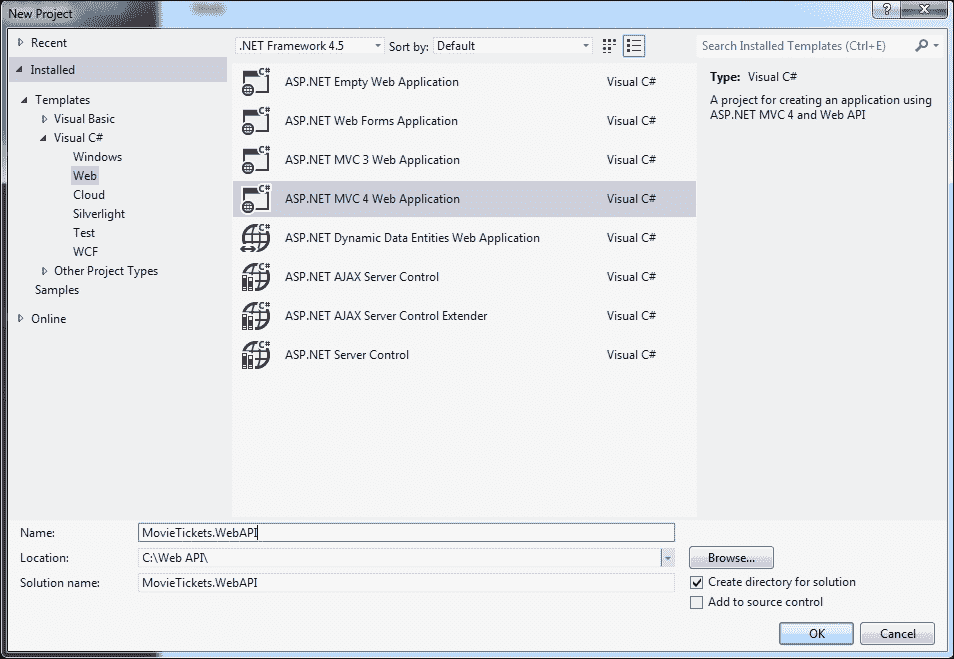 New Project
?
Recent
.NET Framework 4.5
Sort by:
Default
Search Installed Templates (Ctrl+E)
Installed
Templates
Visual Basic
Visual C#
Windows
Web
Cloud
Silverlight
Test
WCF
Other Project Types
Samples
Online
C# ASP.NET Empty Web Application Visual C#
C# ASP.NET Web Forms Application Visual C#
C# ASP.NET MVC 3 Web Application Visual C#
C# ASP.NET MVC 4 Web Application Visual C#
C# ASP.NET Dynamic Data Entities Web Application Visual C#
C# ASP.NET AJAX Server Control Visual C#
C# ASP.NET AJAX Server Control Extender Visual C#
C# ASP.NET Server Control Visual C#
Type: Visual C#
A project for creating an application using
ASP.NET MVC 4 and Web API
Name: MovieTickets.WebAPI
Location: C:\Web API\ Browse...
Solution name: MovieTickets.WebAPI
Create directory for solution
Add to source control
OK Cancel